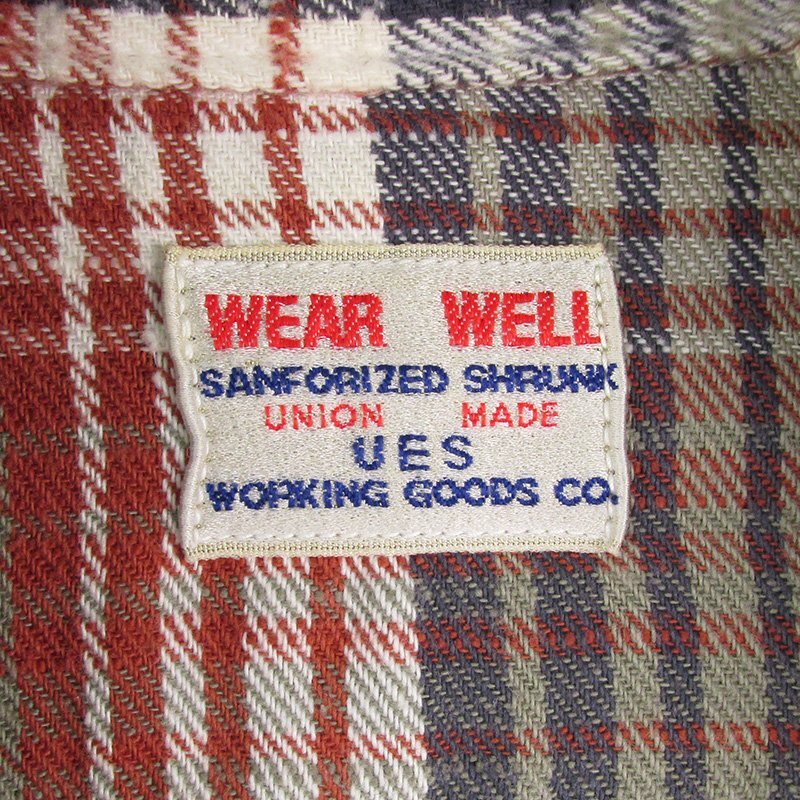 WEAR WELL
SANFORIZED SHRUNK
UNION MADE
UES
WORKING GOODS CO.